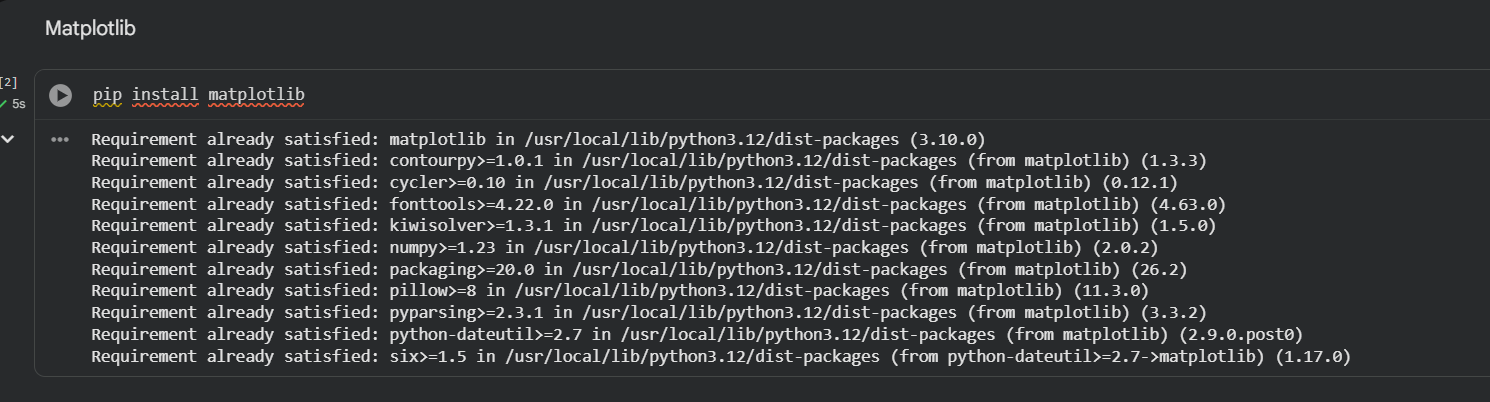 Matplotlib
[2]
5s
pip install matplotlib
Requirement already satisfied: matplotlib in /usr/local/lib/python3.12/dist-packages (3.10.0)
Requirement already satisfied: contourpy>=1.0.1 in /usr/local/lib/python3.12/dist-packages (from matplotlib) (1.3.3)
Requirement already satisfied: cycler>=0.10 in /usr/local/lib/python3.12/dist-packages (from matplotlib) (0.12.1)
Requirement already satisfied: fonttools>=4.22.0 in /usr/local/lib/python3.12/dist-packages (from matplotlib) (4.63.0)
Requirement already satisfied: kiwisolver>=1.3.1 in /usr/local/lib/python3.12/dist-packages (from matplotlib) (1.5.0)
Requirement already satisfied: numpy>=1.23 in /usr/local/lib/python3.12/dist-packages (from matplotlib) (2.0.2)
Requirement already satisfied: packaging>=20.0 in /usr/local/lib/python3.12/dist-packages (from matplotlib) (26.2)
Requirement already satisfied: pillow>=8 in /usr/local/lib/python3.12/dist-packages (from matplotlib) (11.3.0)
Requirement already satisfied: pyparsing>=2.3.1 in /usr/local/lib/python3.12/dist-packages (from matplotlib) (3.3.2)
Requirement already satisfied: python-dateutil>=2.7 in /usr/local/lib/python3.12/dist-packages (from matplotlib) (2.9.0.post0)
Requirement already satisfied: six>=1.5 in /usr/local/lib/python3.12/dist-packages (from python-dateutil>=2.7->matplotlib) (1.17.0)